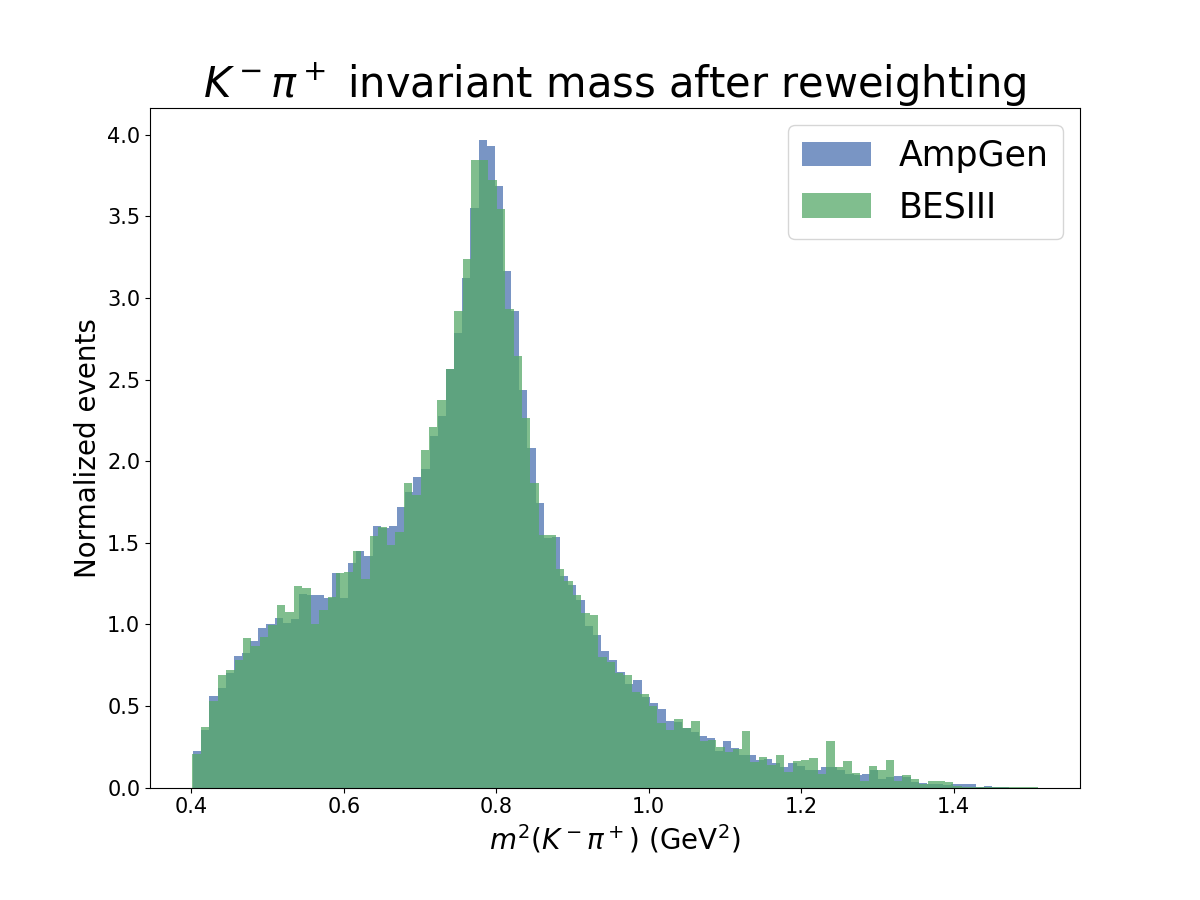 K⁻π⁺ invariant mass after reweighting
AmpGen
BESIII
Normalized events
4.0
3.5
3.0
2.5
2.0
1.5
1.0
0.5
0.0
0.4 0.6 0.8 1.0 1.2 1.4
m²(K⁻π⁺) (GeV²)